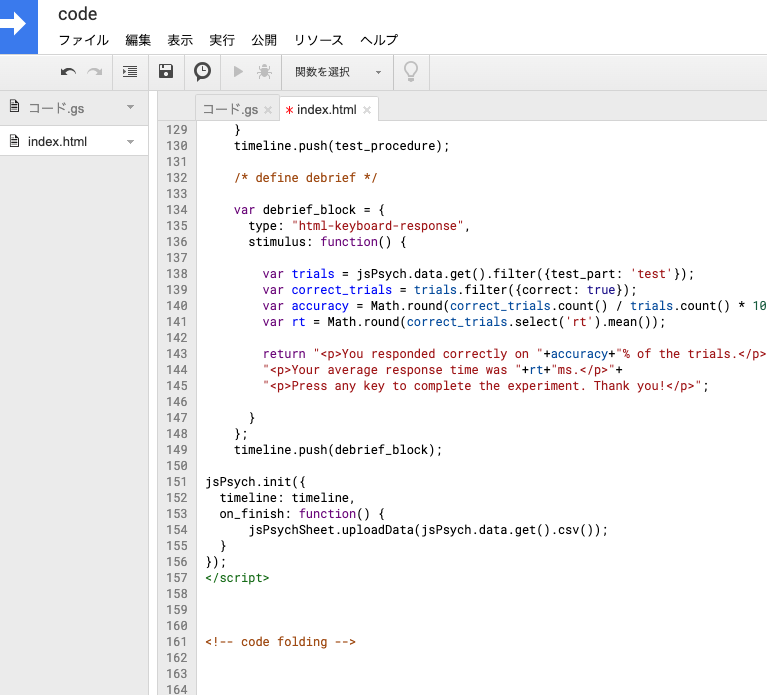 code
ファイル 編集 表示 実行 公開 リソース ヘルプ
関数を選択
コード.gs
index.html
コード.gs × * index.html ×
129 }
130 timeline.push(test_procedure);
131
132 /* define debrief */
133
134 var debrief_block = {
135 type: "html-keyboard-response",
136 stimulus: function() {
137
138 var trials = jsPsych.data.get().filter({test_part: 'test'});
139 var correct_trials = trials.filter({correct: true});
140 var accuracy = Math.round(correct_trials.count() / trials.count() * 10
141 var rt = Math.round(correct_trials.select('rt').mean());
142
143 return "<p>You responded correctly on "+accuracy+"% of the trials.</p>
144 "<p>Your average response time was "+rt+"ms.</p>"+
145 "<p>Press any key to complete the experiment. Thank you!</p>";
146
147 }
148 };
149 timeline.push(debrief_block);
150
151 jsPsych.init({
152 timeline: timeline,
153 on_finish: function() {
154 jsPsychSheet.uploadData(jsPsych.data.get().csv());
155 }
156 });
157 </script>
158
159
160
161 <!-- code folding -->
162
163
164